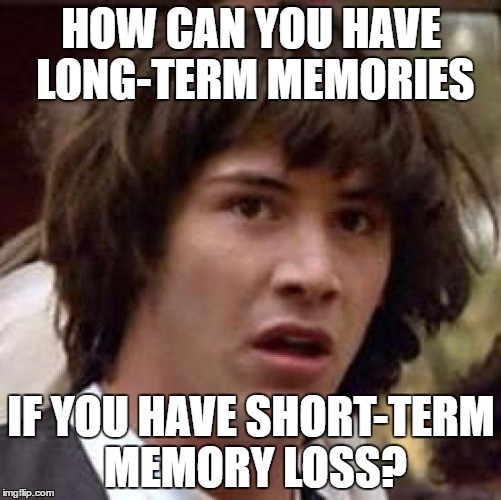 HOW CAN YOU HAVE
LONG-TERM MEMORIES
IF YOU HAVE SHORT-TERM
MEMORY LOSS?
imgflip.com